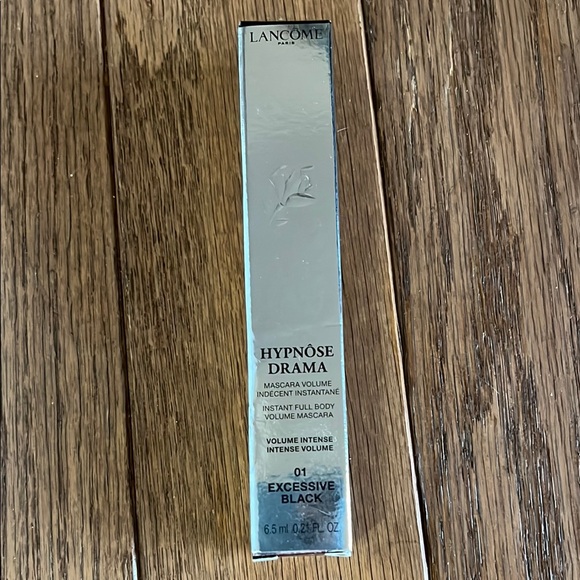 LANCÔME
PARIS
HYPNÔSE
DRAMA
MASCARA VOLUME
INDÉCENT INSTANTANÉ
INSTANT FULL BODY
VOLUME MASCARA
VOLUME INTENSE
INTENSE VOLUME
01
EXCESSIVE
BLACK
6.5 ml 0.21 FL. OZ